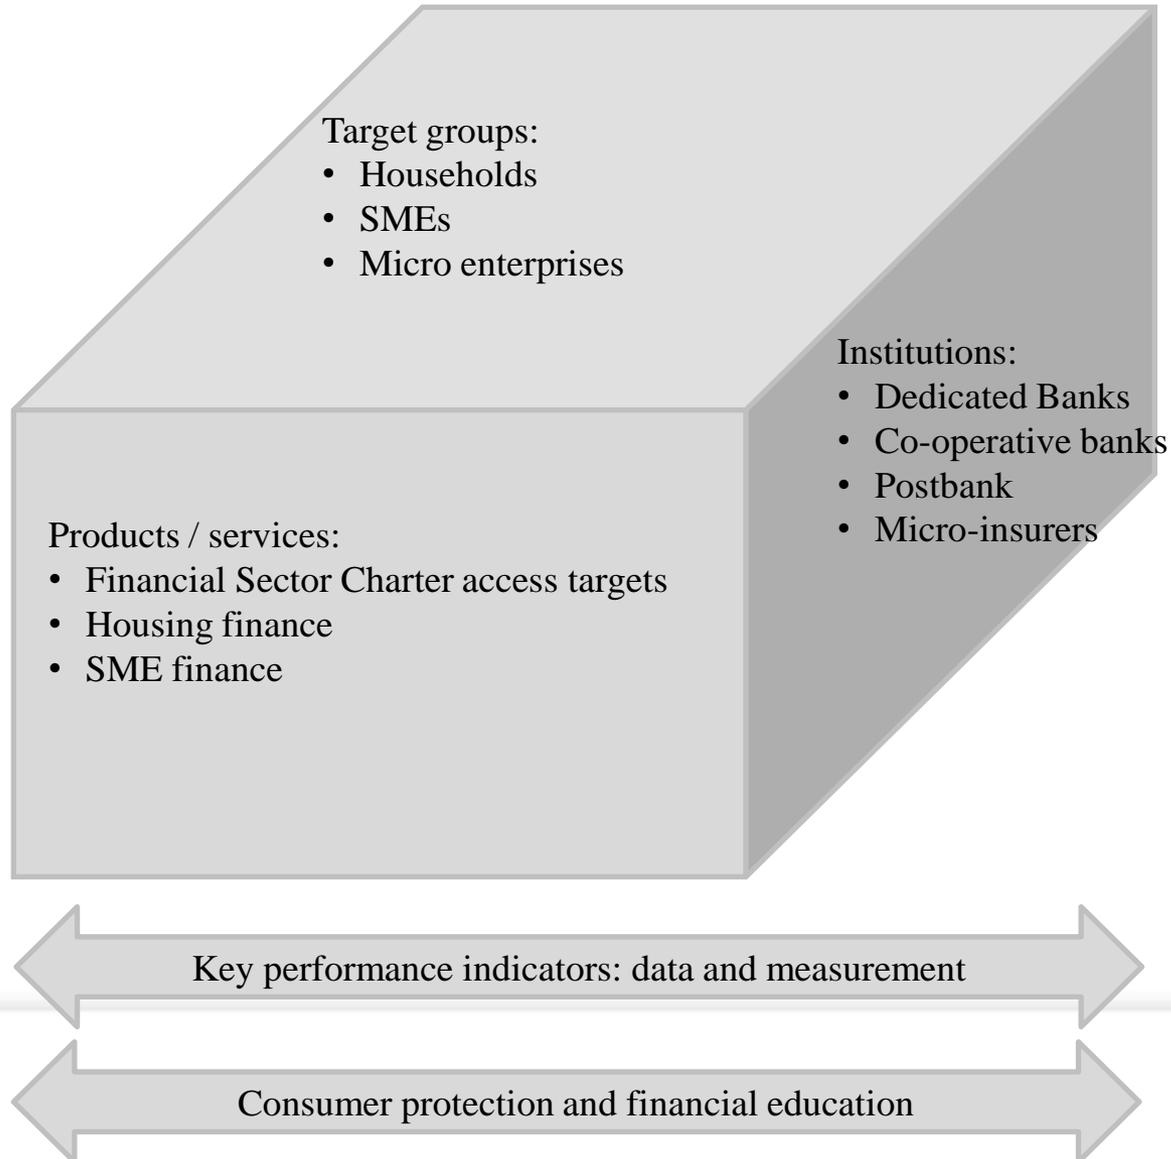 Target groups:
• Households
• SMEs
• Micro enterprises
Institutions:
• Dedicated Banks
• Co-operative banks
• Postbank
• Micro-insurers
Products / services:
• Financial Sector Charter access targets
• Housing finance
• SME finance
Key performance indicators: data and measurement
Consumer protection and financial education